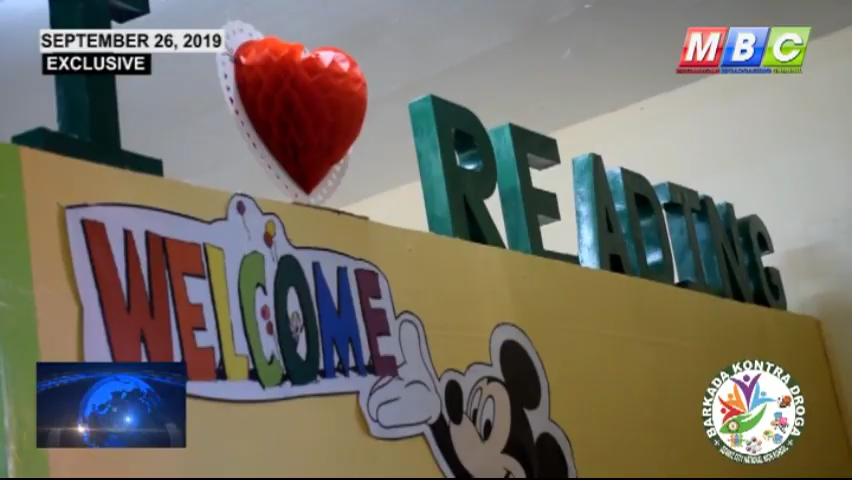 SEPTEMBER 26, 2019
EXCLUSIVE
MBC
I READING
WELCOME
BARKADA KONTRA DROGA